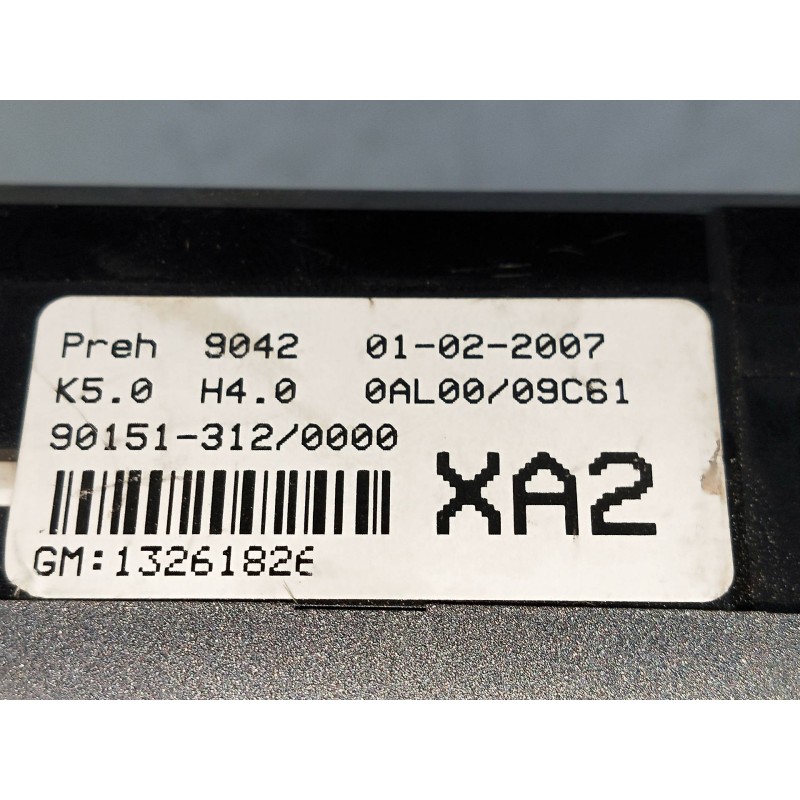 Preh 9042 01-02-2007
K5.0 H4.0 0AL00/09C61
90151-312/0000
XA2
GM:13261826